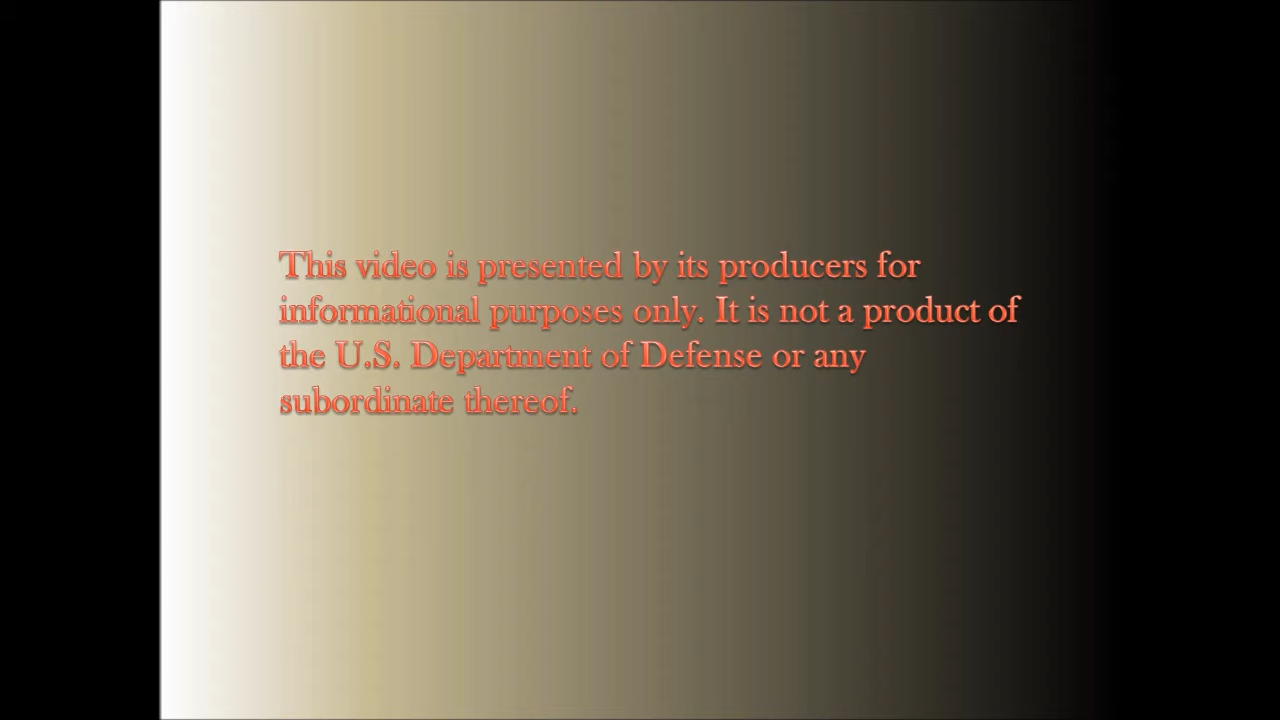 This video is presented by its producers for
informational purposes only. It is not a product of
the U.S. Department of Defense or any
subordinate thereof.